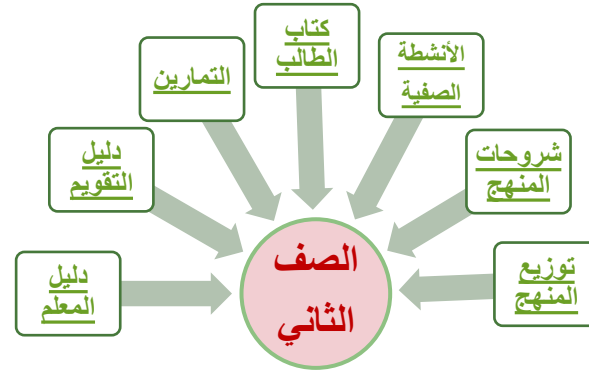 كتاب
الطالب
الأنشطة
الصفية
التمارين
شروحات
المنهج
دليل
التقويم
توزيع
المنهج
دليل
المعلم
الصف
الثاني